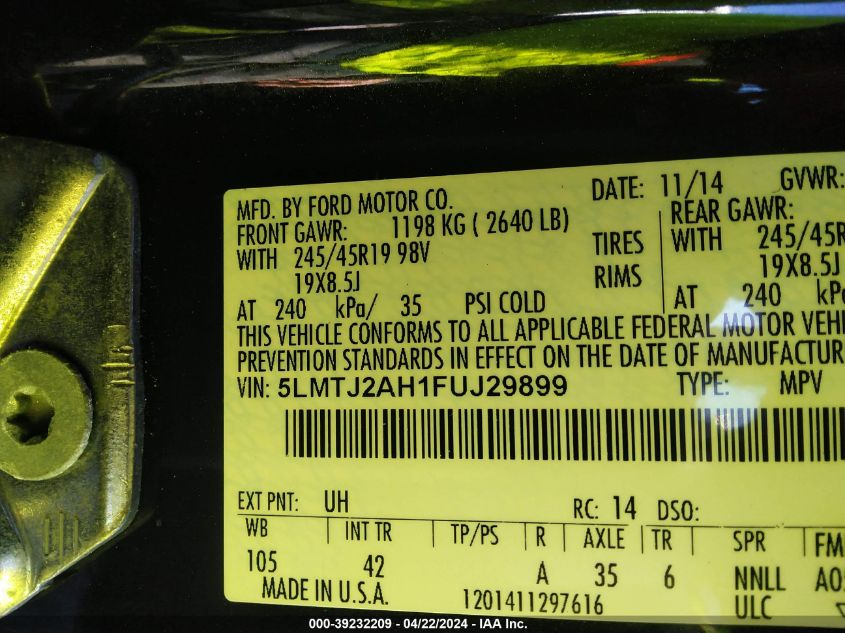 MFD. BY FORD MOTOR CO. DATE: 11/14 GVWR:
FRONT GAWR: 1198 KG ( 2640 LB) REAR GAWR:
WITH 245/45R19 98V TIRES WITH 245/45R
19X8.5J RIMS 19X8.5J
AT 240 kPa/ 35 PSI COLD AT 240
THIS VEHICLE CONFORMS TO ALL APPLICABLE FEDERAL MOTOR VEHI
PREVENTION STANDARDS IN EFFECT ON THE DATE OF MANUFACTUR
VIN: 5LMTJ2AH1FUJ29899 TYPE: MPV
EXT PNT: UH RC: 14 DSO:
WB INT TR TP/PS R AXLE TR SPR FM
105 42 A 35 6 NNLL A0
MADE IN U.S.A. 1201411297616 ULC
000-39232209 - 04/22/2024 - IAA Inc.